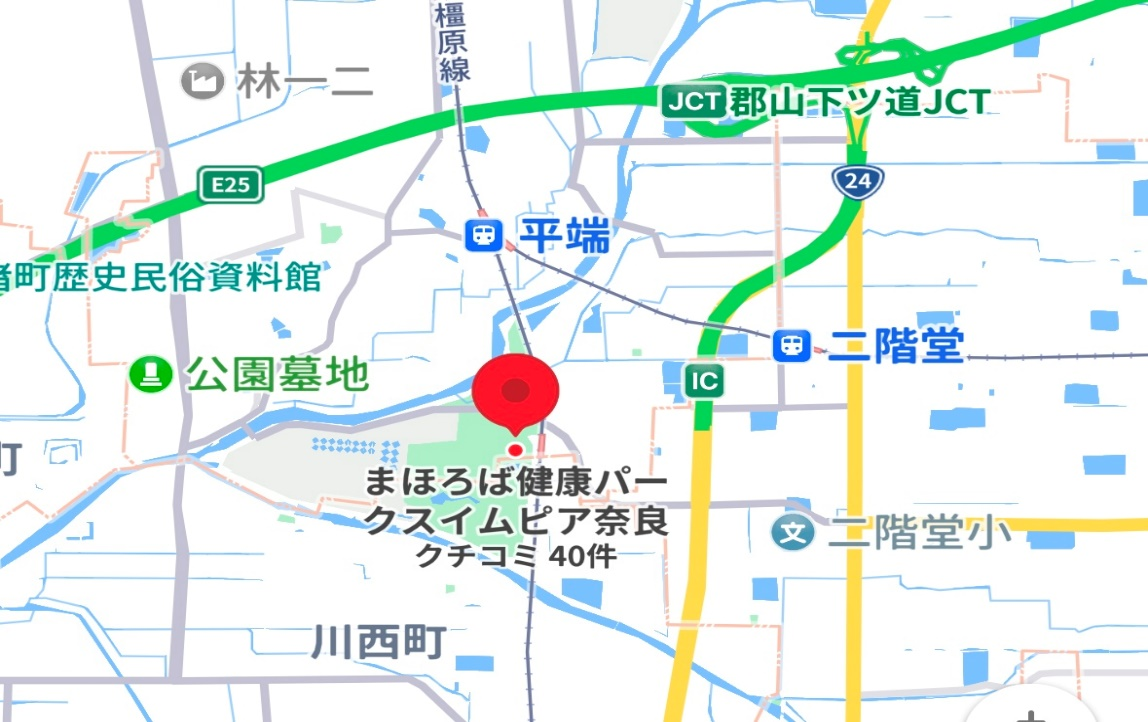 橿原線
林一二
JCT 郡山下ツ道JCT
E25
24
平端
町歴史民俗資料館
二階堂
公園墓地
IC
町
まほろば健康パー
クスイムピア奈良
クチコミ 40件
文 二階堂小
川西町